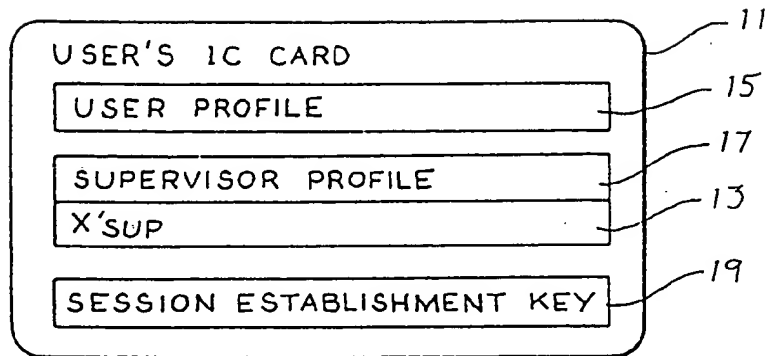 11
USER'S IC CARD
USER PROFILE
15
17
SUPERVISOR PROFILE
13
X'SUP
SESSION ESTABLISHMENT KEY
19